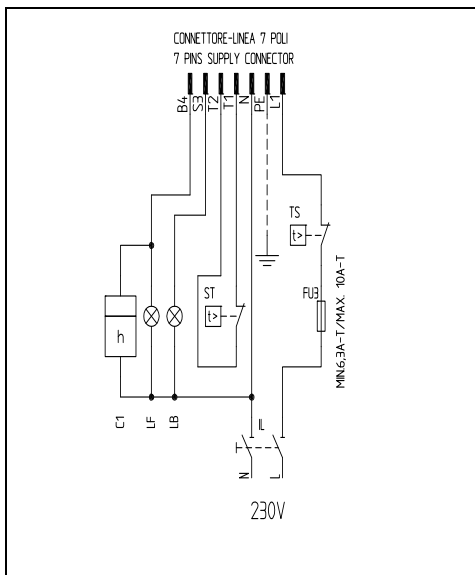 CONNETTORE-LINEA 7 POLI
7 PINS SUPPLY CONNECTOR
B4
S3
T2
T1
N
PE
L1
TS
t>
FU3
MIN.6,3A-T/MAX. 10A-T
ST
t>
h
C1
LF
LB
IL
N
L
230V